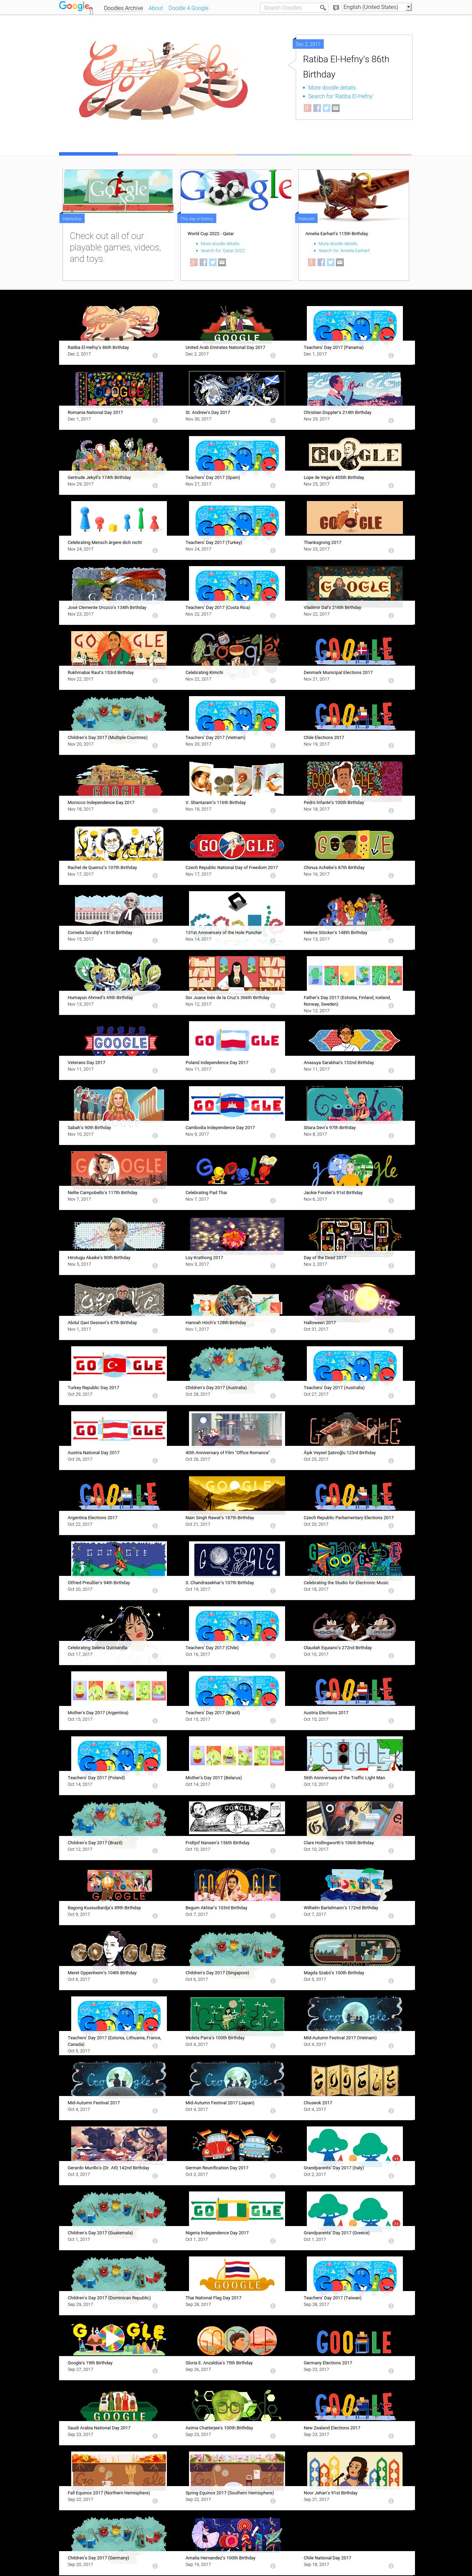 Google
Doodles Archive
About
Doodle 4 Google
Search Doodles
English (United States)
Dec 2, 2017
Ratiba El-Hefny's 86th
Birthday
More doodle details
Search for 'Ratiba El-Hefny'
Interactive
Check out all of our
playable games, videos,
and toys.
This day in history
World Cup 2022 - Qatar
More doodle details
Search for 'Qatar 2022'
Featured
Amelia Earhart's 115th Birthday
More doodle details
Search for 'Amelia Earhart'
Ratiba El-Hefny's 86th Birthday
Dec 2, 2017
United Arab Emirates National Day 2017
Dec 2, 2017
Teachers' Day 2017 (Panama)
Dec 1, 2017
Romania National Day 2017
Dec 1, 2017
St. Andrew's Day 2017
Nov 30, 2017
Christian Doppler's 214th Birthday
Nov 29, 2017
Gertrude Jekyll's 174th Birthday
Nov 29, 2017
Teachers' Day 2017 (Spain)
Nov 27, 2017
Lope de Vega's 455th Birthday
Nov 25, 2017
Celebrating Mensch ärgere dich nicht
Nov 24, 2017
Teachers' Day 2017 (Turkey)
Nov 24, 2017
Thanksgiving 2017
Nov 23, 2017
José Clemente Orozco's 134th Birthday
Nov 23, 2017
Teachers' Day 2017 (Costa Rica)
Nov 22, 2017
Vladimir Dal's 216th Birthday
Nov 22, 2017
Rukhmabai Raut's 153rd Birthday
Nov 22, 2017
Celebrating Kimchi
Nov 22, 2017
Denmark Municipal Elections 2017
Nov 21, 2017
Children's Day 2017 (Multiple Countries)
Nov 20, 2017
Teachers' Day 2017 (Vietnam)
Nov 20, 2017
Chile Elections 2017
Nov 19, 2017
Morocco Independence Day 2017
Nov 18, 2017
V. Shantaram's 116th Birthday
Nov 18, 2017
Pedro Infante's 100th Birthday
Nov 18, 2017
Rachel de Queiroz's 107th Birthday
Nov 17, 2017
Czech Republic National Day of Freedom 2017
Nov 17, 2017
Chinua Achebe's 87th Birthday
Nov 16, 2017
Cornelia Sorabji's 151st Birthday
Nov 15, 2017
131st Anniversary of the Hole Puncher
Nov 14, 2017
Helene Stöcker's 148th Birthday
Nov 13, 2017
Humayun Ahmed's 69th Birthday
Nov 13, 2017
Sor Juana Inés de la Cruz's 366th Birthday
Nov 12, 2017
Father's Day 2017 (Estonia, Finland, Iceland,
Norway, Sweden)
Nov 12, 2017
Veterans Day 2017
Nov 11, 2017
Poland Independence Day 2017
Nov 11, 2017
Anasuya Sarabhai's 132nd Birthday
Nov 11, 2017
Sabah's 90th Birthday
Nov 10, 2017
Cambodia Independence Day 2017
Nov 9, 2017
Sitara Devi's 97th Birthday
Nov 8, 2017
Nellie Campobello's 117th Birthday
Nov 7, 2017
Celebrating Pad Thai
Nov 7, 2017
Jackie Forster's 91st Birthday
Nov 6, 2017
Hirotugu Akaike's 90th Birthday
Nov 5, 2017
Loy Krathong 2017
Nov 3, 2017
Day of the Dead 2017
Nov 2, 2017
Abdul Qavi Desnavi's 87th Birthday
Nov 1, 2017
Hannah Höch's 128th Birthday
Nov 1, 2017
Halloween 2017
Oct 31, 2017
Turkey Republic Day 2017
Oct 29, 2017
Children's Day 2017 (Australia)
Oct 28, 2017
Teachers' Day 2017 (Australia)
Oct 27, 2017
Austria National Day 2017
Oct 26, 2017
40th Anniversary of Film "Office Romance"
Oct 26, 2017
Âşık Veysel Şatıroğlu 123rd Birthday
Oct 25, 2017
Argentina Elections 2017
Oct 22, 2017
Nain Singh Rawat's 187th Birthday
Oct 21, 2017
Czech Republic Parliamentary Elections 2017
Oct 20, 2017
Otfried Preußler's 94th Birthday
Oct 20, 2017
S. Chandrasekhar's 107th Birthday
Oct 19, 2017
Celebrating the Studio for Electronic Music
Oct 18, 2017
Celebrating Selena Quintanilla
Oct 17, 2017
Teachers' Day 2017 (Chile)
Oct 16, 2017
Olaudah Equiano's 272nd Birthday
Oct 16, 2017
Mother's Day 2017 (Argentina)
Oct 15, 2017
Teachers' Day 2017 (Brazil)
Oct 15, 2017
Austria Elections 2017
Oct 15, 2017
Teachers' Day 2017 (Poland)
Oct 14, 2017
Mother's Day 2017 (Belarus)
Oct 14, 2017
56th Anniversary of the Traffic Light Man
Oct 13, 2017
Children's Day 2017 (Brazil)
Oct 12, 2017
Fridtjof Nansen's 156th Birthday
Oct 10, 2017
Clare Hollingworth's 106th Birthday
Oct 10, 2017
Bagong Kussudiardja's 89th Birthday
Oct 9, 2017
Begum Akhtar's 103rd Birthday
Oct 7, 2017
Wilhelm Bartelmann's 172nd Birthday
Oct 7, 2017
Meret Oppenheim's 104th Birthday
Oct 6, 2017
Children's Day 2017 (Singapore)
Oct 6, 2017
Magda Szabó's 100th Birthday
Oct 5, 2017
Teachers' Day 2017 (Estonia, Lithuania, France,
Canada)
Oct 5, 2017
Violeta Parra's 100th Birthday
Oct 4, 2017
Mid-Autumn Festival 2017 (Vietnam)
Oct 4, 2017
Mid-Autumn Festival 2017
Oct 4, 2017
Mid-Autumn Festival 2017 (Japan)
Oct 4, 2017
Chuseok 2017
Oct 4, 2017
Gerardo Murillo's (Dr. Atl) 142nd Birthday
Oct 3, 2017
German Reunification Day 2017
Oct 3, 2017
Grandparents' Day 2017 (Italy)
Oct 2, 2017
Children's Day 2017 (Guatemala)
Oct 1, 2017
Nigeria Independence Day 2017
Oct 1, 2017
Grandparents' Day 2017 (Greece)
Oct 1, 2017
Children's Day 2017 (Dominican Republic)
Sep 29, 2017
Thai National Flag Day 2017
Sep 28, 2017
Teachers' Day 2017 (Taiwan)
Sep 28, 2017
Google's 19th Birthday
Sep 27, 2017
Gloria E. Anzaldúa's 75th Birthday
Sep 26, 2017
Germany Elections 2017
Sep 23, 2017
Saudi Arabia National Day 2017
Sep 23, 2017
Asima Chatterjee's 100th Birthday
Sep 23, 2017
New Zealand Elections 2017
Sep 23, 2017
Fall Equinox 2017 (Northern Hemisphere)
Sep 22, 2017
Spring Equinox 2017 (Southern Hemisphere)
Sep 22, 2017
Noor Jehan's 91st Birthday
Sep 21, 2017
Children's Day 2017 (Germany)
Sep 20, 2017
Amalia Hernández's 100th Birthday
Sep 19, 2017
Chile National Day 2017
Sep 18, 2017